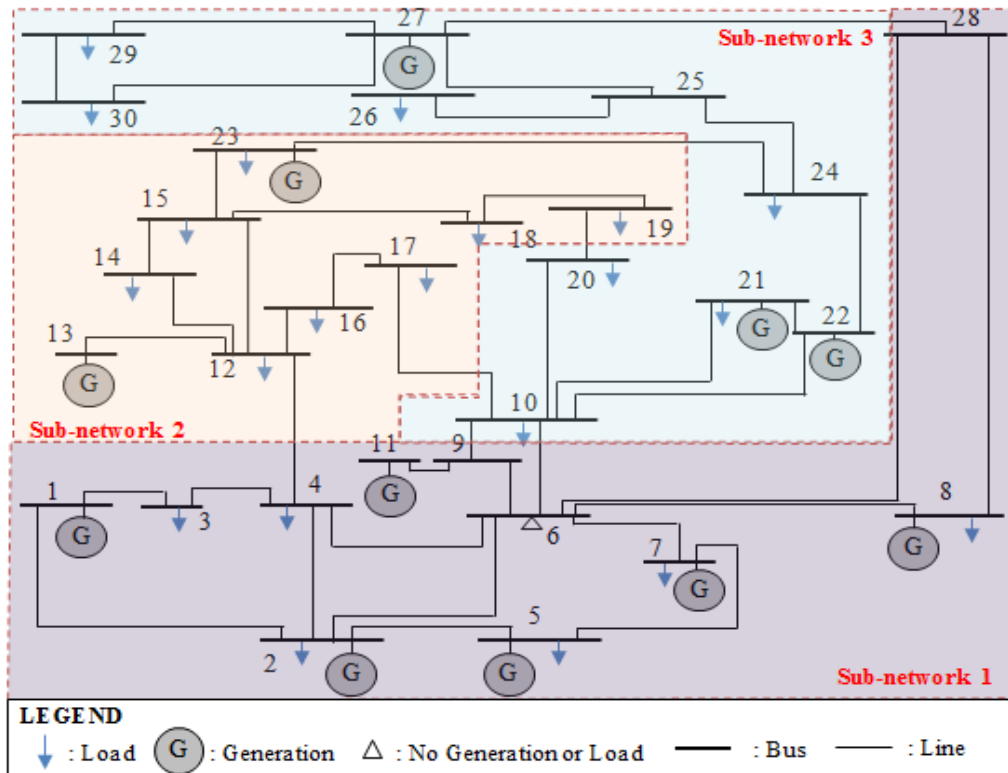 27
28
Sub-network 3
29
G
25
30
26
23
G
24
15
19
18
17
14
20
21
G
22
G
16
13
G
12
10
Sub-network 2
11
9
G
1
G
3
4
6
8
G
7
G
5
2
G
G
Sub-network 1
LEGEND
: Load G : Generation : No Generation or Load : Bus : Line